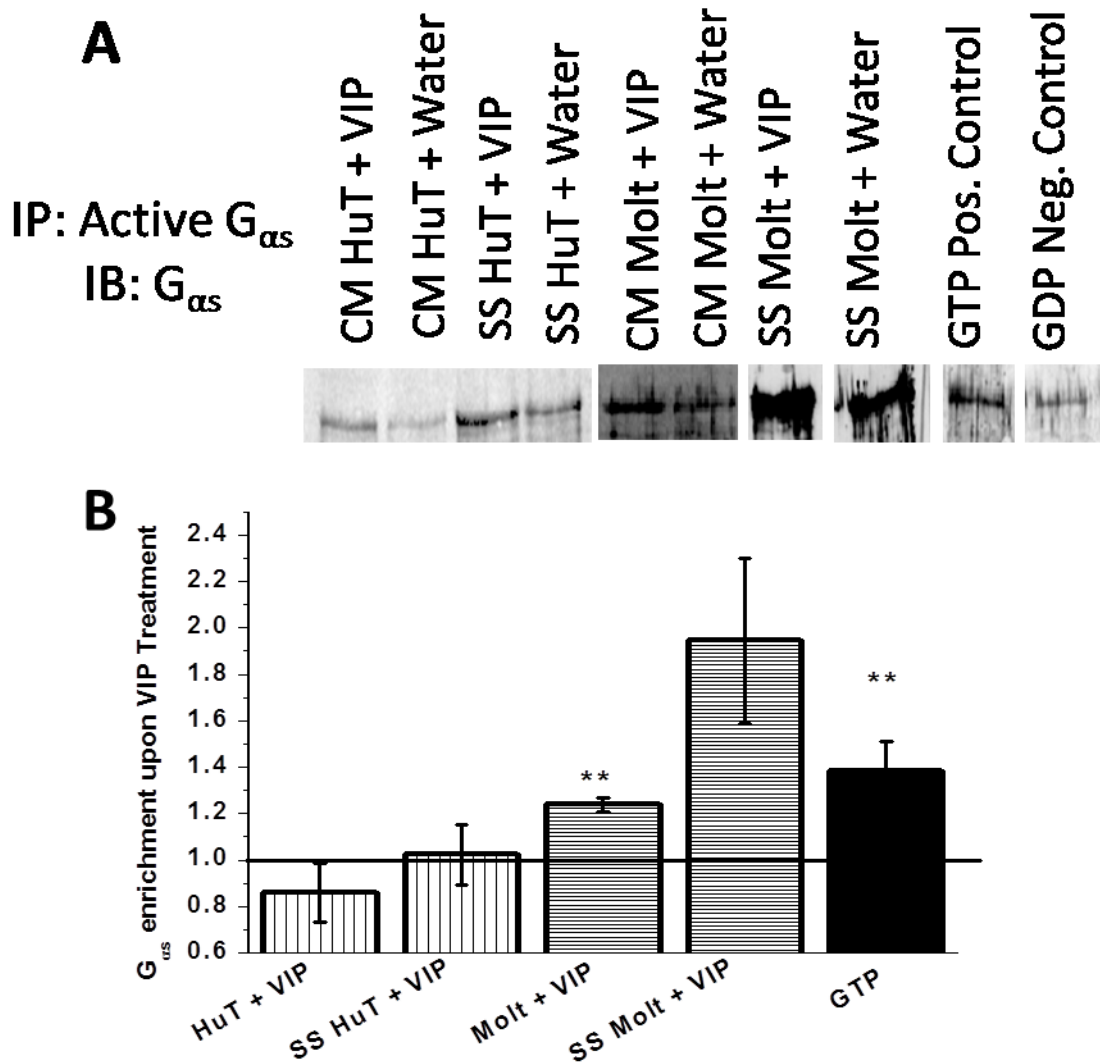 A
CM HuT + VIP
CM HuT + Water
SS HuT + VIP
SS HuT + Water
CM Molt + VIP
CM Molt + Water
SS Molt + VIP
SS Molt + Water
GTP Pos. Control
GDP Neg. Control
IP: Active Gαs
IB: Gαs
B
Gαs enrichment upon VIP Treatment
2.4
2.2
2.0
1.8
1.6
1.4
1.2
1.0
0.8
0.6
**
**
HuT + VIP
SS HuT + VIP
Molt + VIP
SS Molt + VIP
GTP